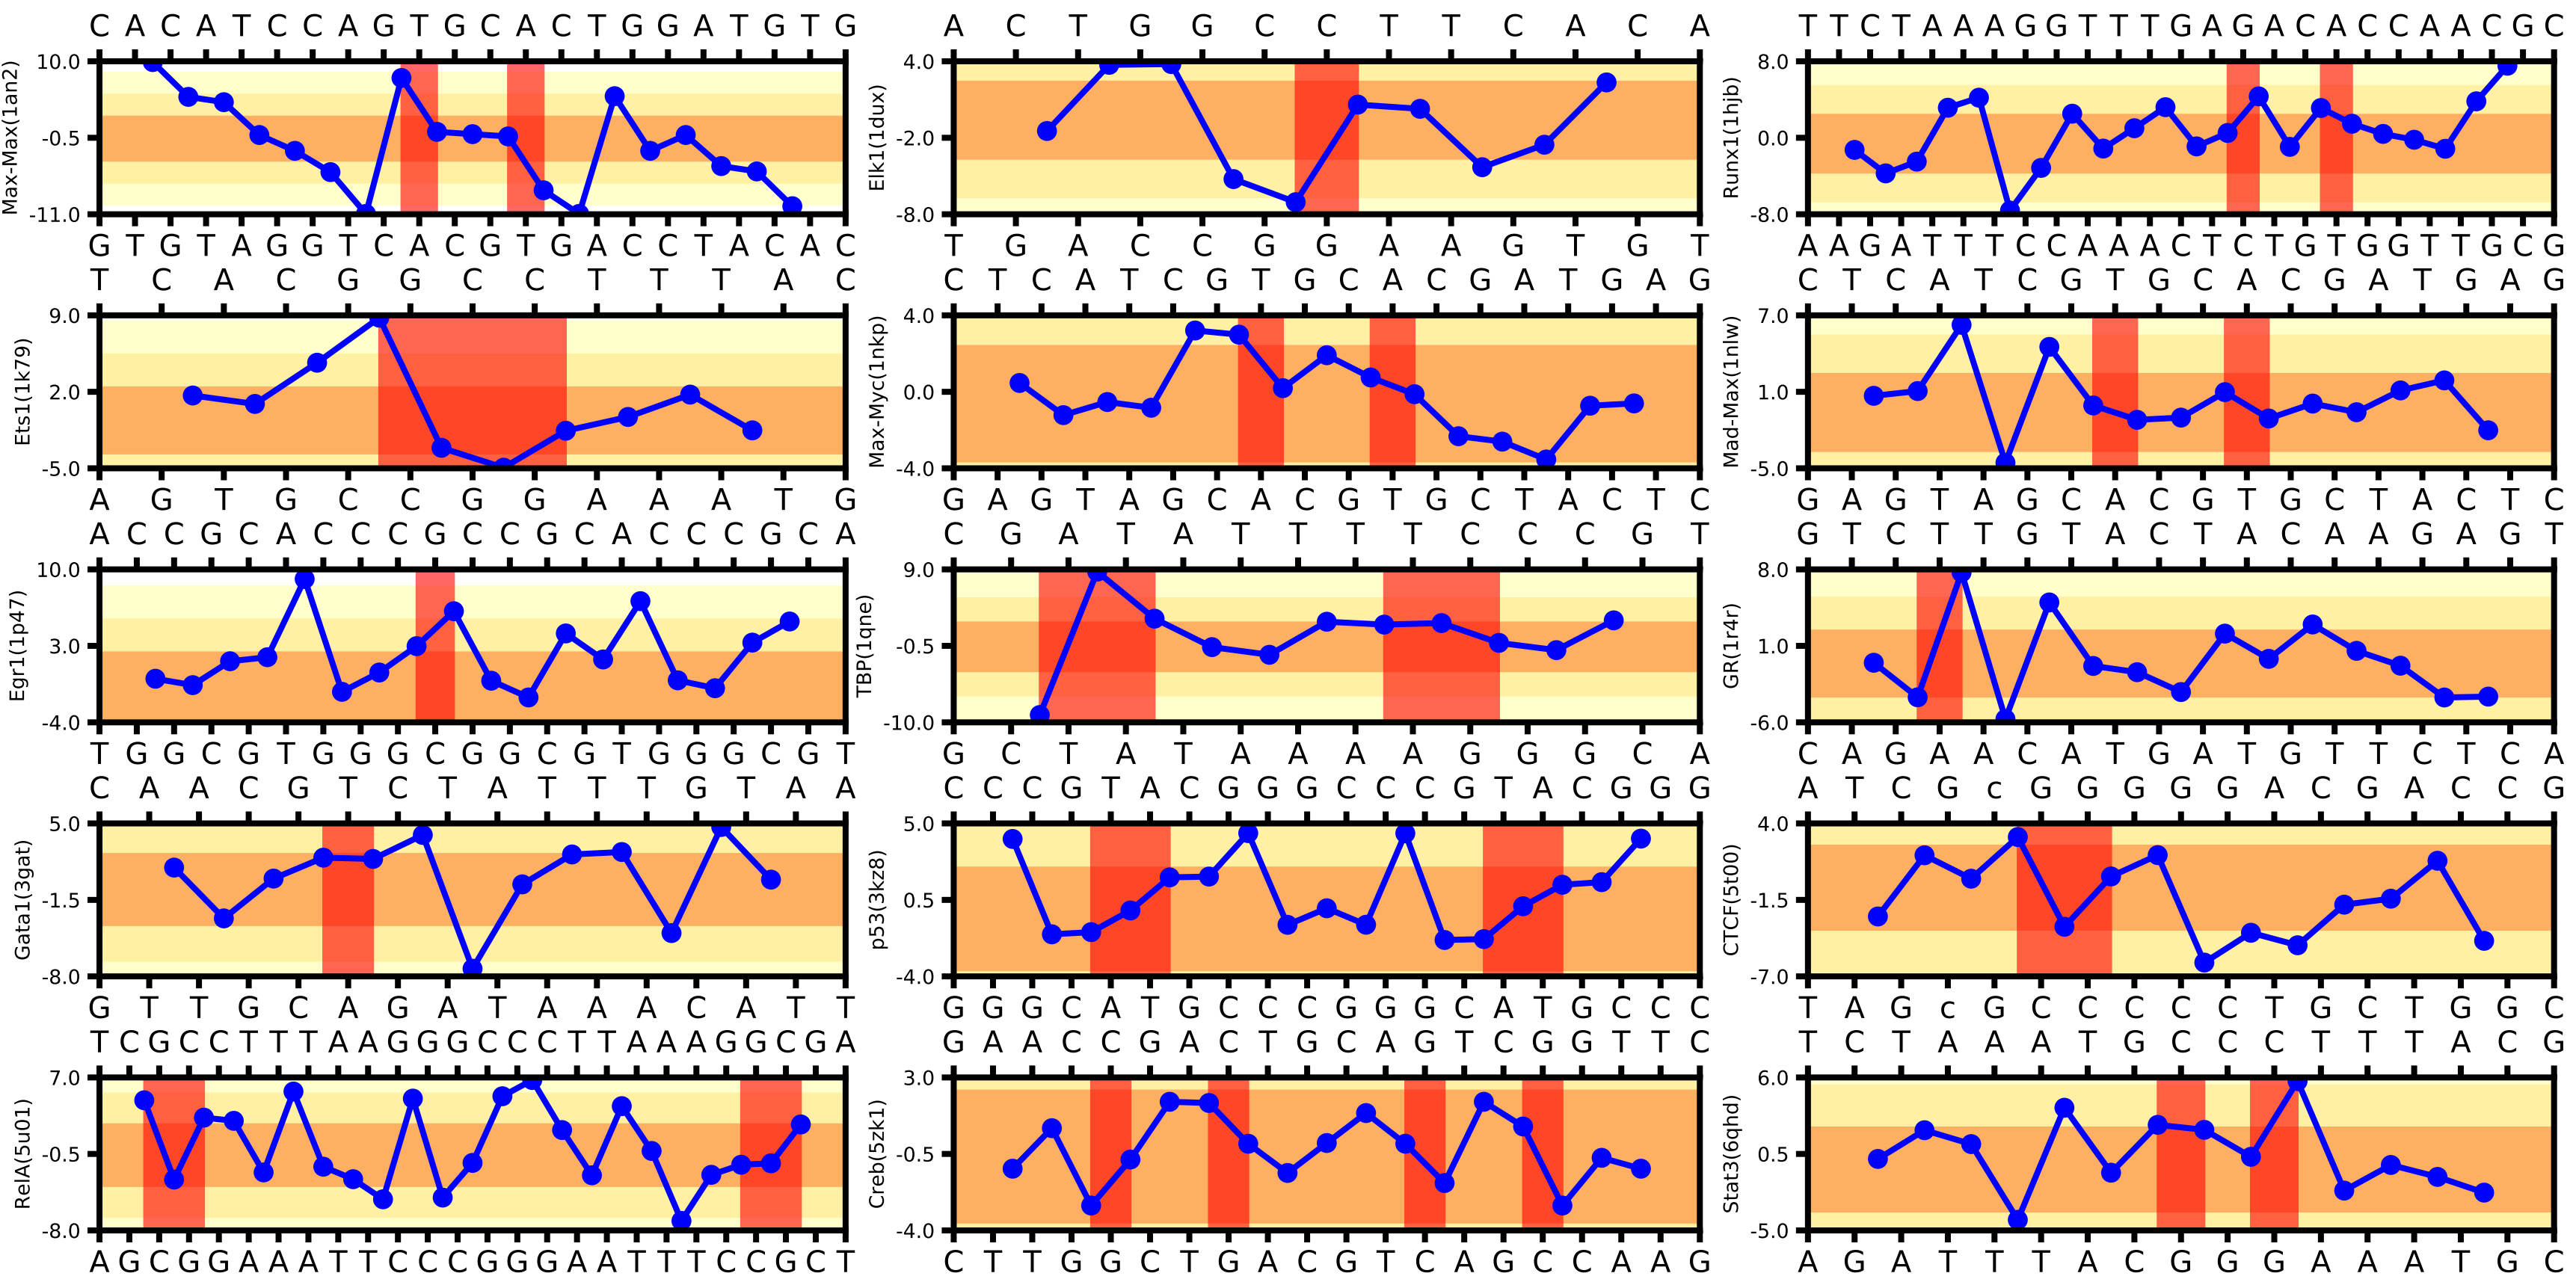 C A C A T C C A G T G C A C T G G A T G T G
Max-Max(1an2)
10.0
-0.5
-11.0
G T G T A G G T C A C G T G A C C T A C A C
A C T G G C C T T C A C A
Elk1(1dux)
4.0
-2.0
-8.0
T G A C C G G A A G T G T
T T C T A A A G G T T T G A G A C A C C A A C G C
Runx1(1hjb)
8.0
0.0
-8.0
A A G A T T T C C A A A C T C T G T G G T T G C G
T C A C G G C C T T T A C
Ets1(1k79)
9.0
2.0
-5.0
A G T G C C G G A A A T G
C T C A T C G T G C A C G A T G A G
Max-Myc(1nkp)
4.0
0.0
-4.0
G A G T A G C A C G T G C T A C T C
C T C A T C G T G C A C G A T G A G
Mad-Max(1nlw)
7.0
1.0
-5.0
G A G T A G C A C G T G C T A C T C
A C C G C A C C C G C C G C A C C C G C A
Egr1(1p47)
10.0
3.0
-4.0
T G G C G T G G G C G G C G T G G G C G T
C G A T A T T T T C C C G T
TBP(1qne)
9.0
-0.5
-10.0
G C T A T A A A A G G G C A
G T C T T G T A C T A C A A G A G T
GR(1r4r)
8.0
1.0
-6.0
C A G A A C A T G A T G T T C T C A
C A A C G T C T A T T T G T A A
Gata1(3gat)
5.0
-1.5
-8.0
G T T G C A G A T A A A C A T T
C C C G T A C G G G C C C G T A C G G G
p53(3kz8)
5.0
0.5
-4.0
G G G C A T G C C C G G G C A T G C C C
A T C G c G G G G G A C G A C C G
CTCF(5t00)
4.0
-1.5
-7.0
T A G c G C C C C C T G C T G G C
T C G C C T T T A A G G G C C C T T A A A G G C G A
RelA(5u01)
7.0
-0.5
-8.0
A G C G G A A A T T C C C G G G A A T T T C C G C T
G A A C C G A C T G C A G T C G G T T C
Creb(5zk1)
3.0
-0.5
-4.0
C T T G G C T G A C G T C A G C C A A G
T C T A A A T G C C C T T T A C G
Stat3(6qhd)
6.0
0.5
-5.0
A G A T T T A C G G G A A A T G C